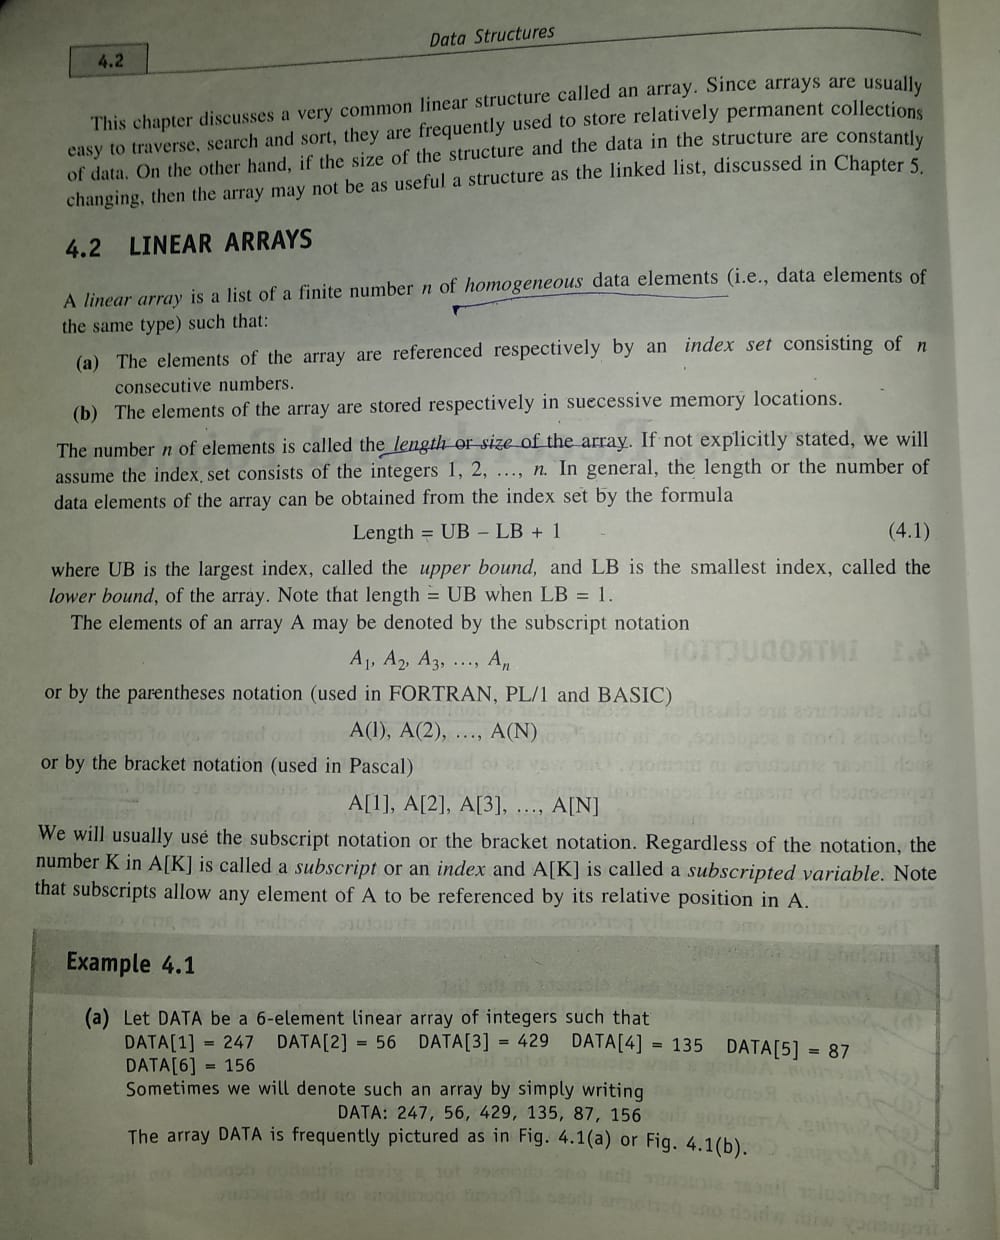 Data Structures
4.2
This chapter discusses a very common linear structure called an array. Since arrays are usually
easy to traverse, search and sort, they are frequently used to store relatively permanent collections
of data. On the other hand, if the size of the structure and the data in the structure are constantly
changing, then the array may not be as useful a structure as the linked list, discussed in Chapter 5.
4.2 LINEAR ARRAYS
A linear array is a list of a finite number n of homogeneous data elements (i.e., data elements of
the same type) such that:
(a) The elements of the array are referenced respectively by an index set consisting of n
consecutive numbers.
(b) The elements of the array are stored respectively in successive memory locations.
The number n of elements is called the length or size of the array. If not explicitly stated, we will
assume the index set consists of the integers 1, 2, ..., n. In general, the length or the number of
data elements of the array can be obtained from the index set by the formula
Length = UB – LB + 1 (4.1)
where UB is the largest index, called the upper bound, and LB is the smallest index, called the
lower bound, of the array. Note that length = UB when LB = 1.
The elements of an array A may be denoted by the subscript notation
A₁, A₂, A₃, ..., Aₙ
or by the parentheses notation (used in FORTRAN, PL/1 and BASIC)
A(1), A(2), ..., A(N)
or by the bracket notation (used in Pascal)
A[1], A[2], A[3], ..., A[N]
We will usually use the subscript notation or the bracket notation. Regardless of the notation, the
number K in A[K] is called a subscript or an index and A[K] is called a subscripted variable. Note
that subscripts allow any element of A to be referenced by its relative position in A.
Example 4.1
(a) Let DATA be a 6-element linear array of integers such that
DATA[1] = 247 DATA[2] = 56 DATA[3] = 429 DATA[4] = 135 DATA[5] = 87
DATA[6] = 156
Sometimes we will denote such an array by simply writing
DATA: 247, 56, 429, 135, 87, 156
The array DATA is frequently pictured as in Fig. 4.1(a) or Fig. 4.1(b).